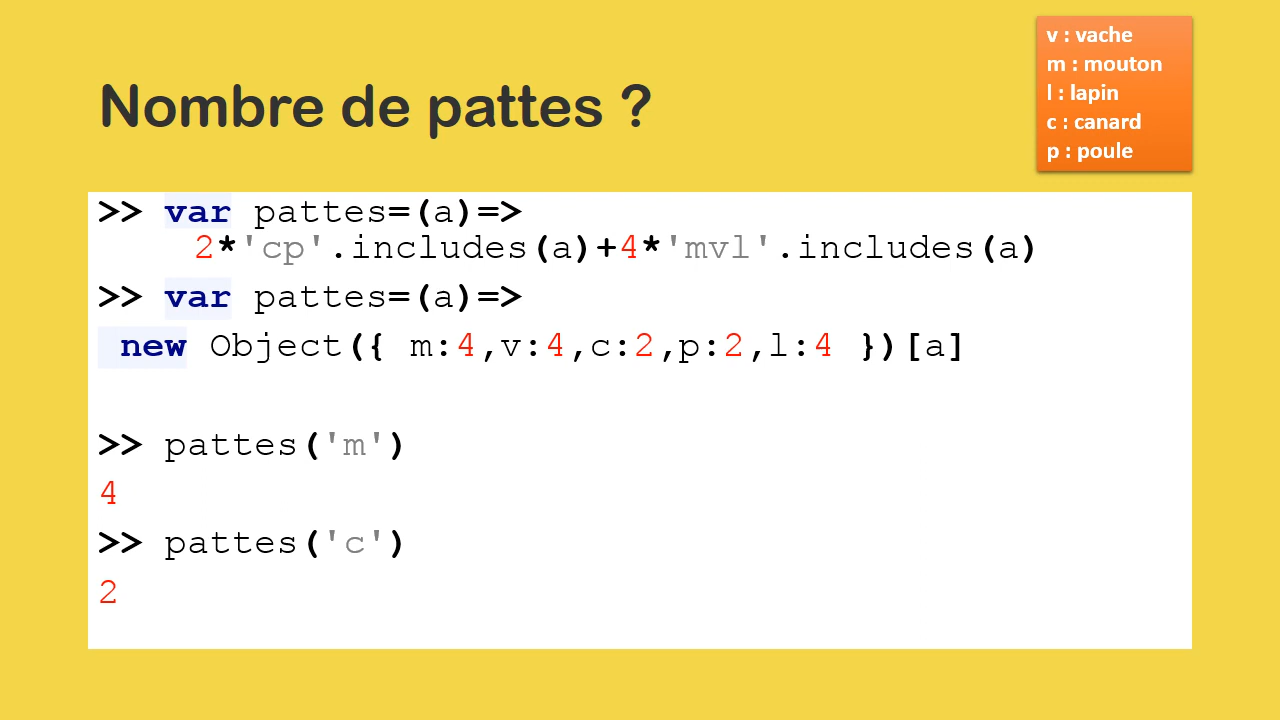 Nombre de pattes ?
v : vache
m : mouton
l : lapin
c : canard
p : poule
>> var pattes=(a)=>
2*'cp'.includes(a)+4*'mvl'.includes(a)
>> var pattes=(a)=>
new Object({ m:4,v:4,c:2,p:2,l:4 })[a]
>> pattes('m')
4
>> pattes('c')
2